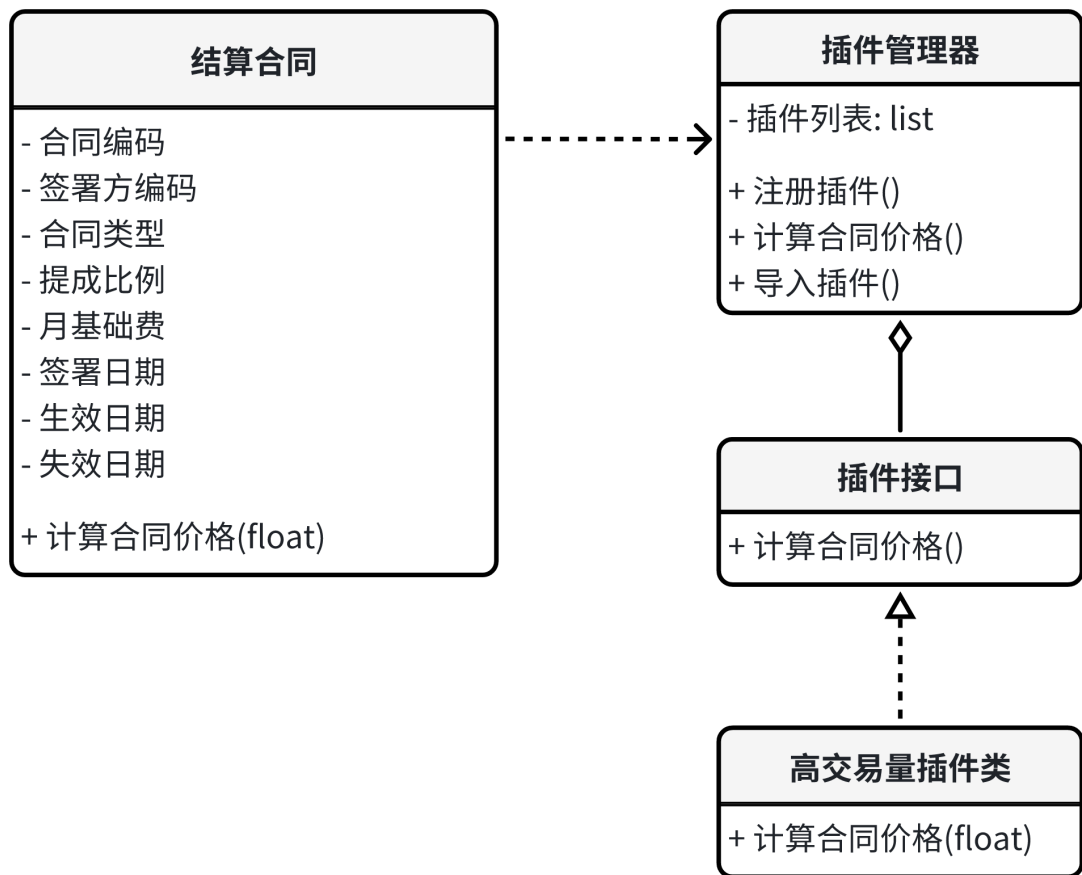 结算合同
- 合同编码
- 签署方编码
- 合同类型
- 提成比例
- 月基础费
- 签署日期
- 生效日期
- 失效日期
+ 计算合同价格(float)
插件管理器
- 插件列表: list
+ 注册插件()
+ 计算合同价格()
+ 导入插件()
插件接口
+ 计算合同价格()
高交易量插件类
+ 计算合同价格(float)